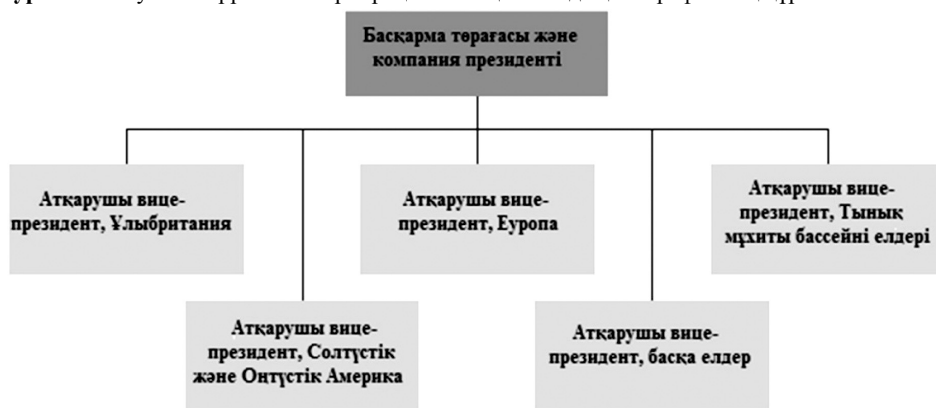 Басқарма төрағасы және
компания президенті
Атқарушы вице-
президент, Ұлыбритания
Атқарушы вице-
президент, Еуропа
Атқарушы вице-
президент, Тынық
мұхиты бассейні елдері
Атқарушы вице-
президент, Солтүстік
және Оңтүстік Америка
Атқарушы вице-
президент, басқа елдер